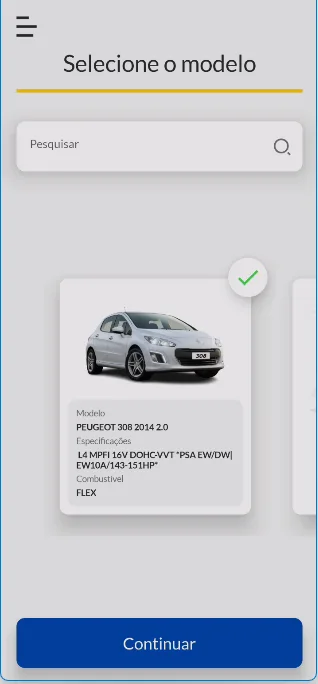 Selecione o modelo
Pesquisar
308
Modelo
PEUGEOT 308 2014 2.0
Especificações
L4 MPFI 16V DOHC-VVT "PSA EW/DW|
EW10A/143-151HP"
Combustível
FLEX
Continuar